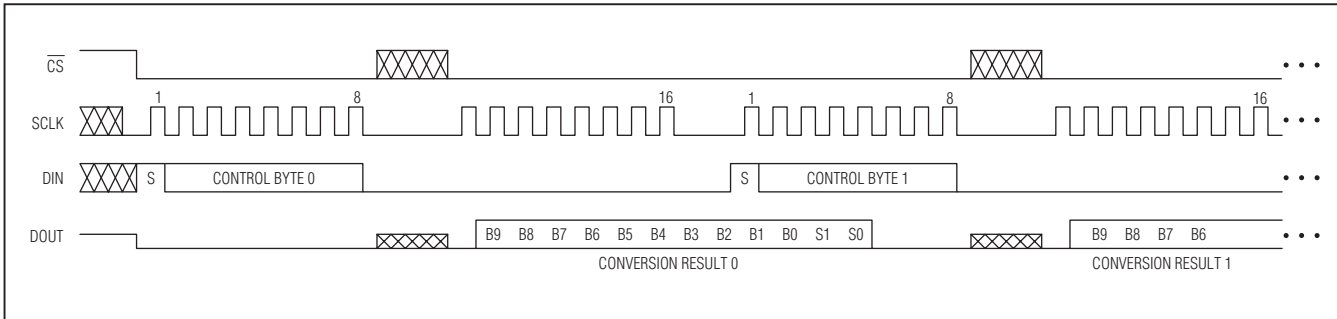 CS
1 8 16 1 8 16
SCLK
DIN S CONTROL BYTE 0 S CONTROL BYTE 1
DOUT B9 B8 B7 B6 B5 B4 B3 B2 B1 B0 S1 S0 B9 B8 B7 B6
CONVERSION RESULT 0 CONVERSION RESULT 1